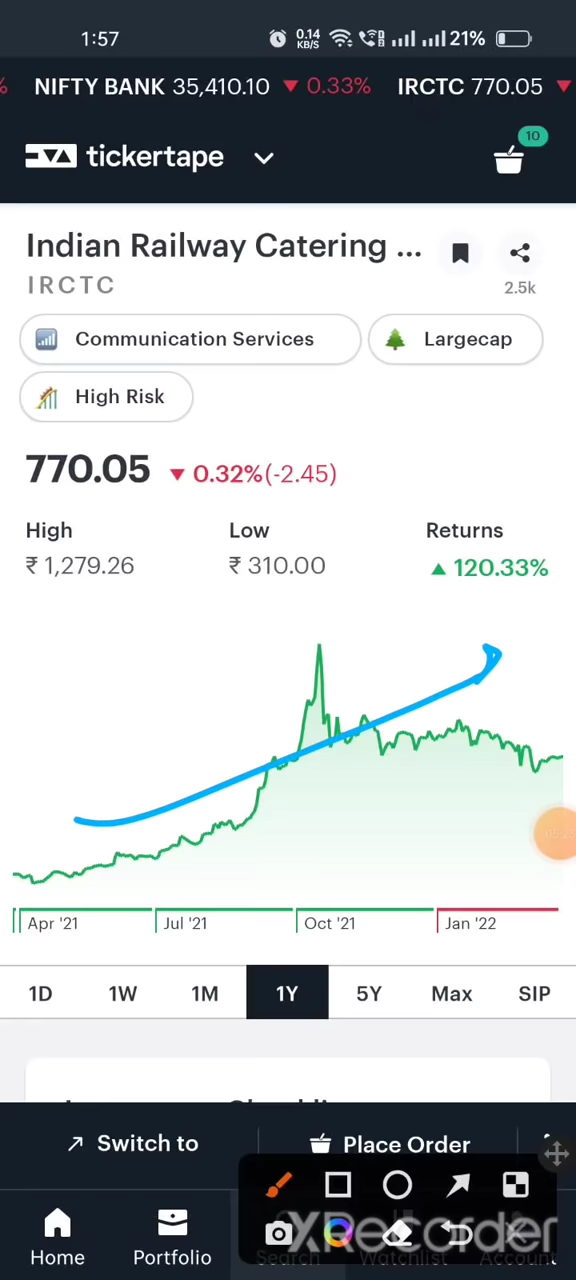 1:57 0.14 KB/S 21%
% NIFTY BANK 35,410.10 ▼ 0.33% IRCTC 770.05 ▼
tickertape 10
Indian Railway Catering ...
IRCTC 2.5k
Communication Services Largecap
High Risk
770.05 ▼ 0.32%(-2.45)
High Low Returns
₹ 1,279.26 ₹ 310.00 ▲ 120.33%
Apr '21 Jul '21 Oct '21 Jan '22
1D 1W 1M 1Y 5Y Max SIP
Switch to Place Order
XRecorder
Home Portfolio Search Watchlist Account